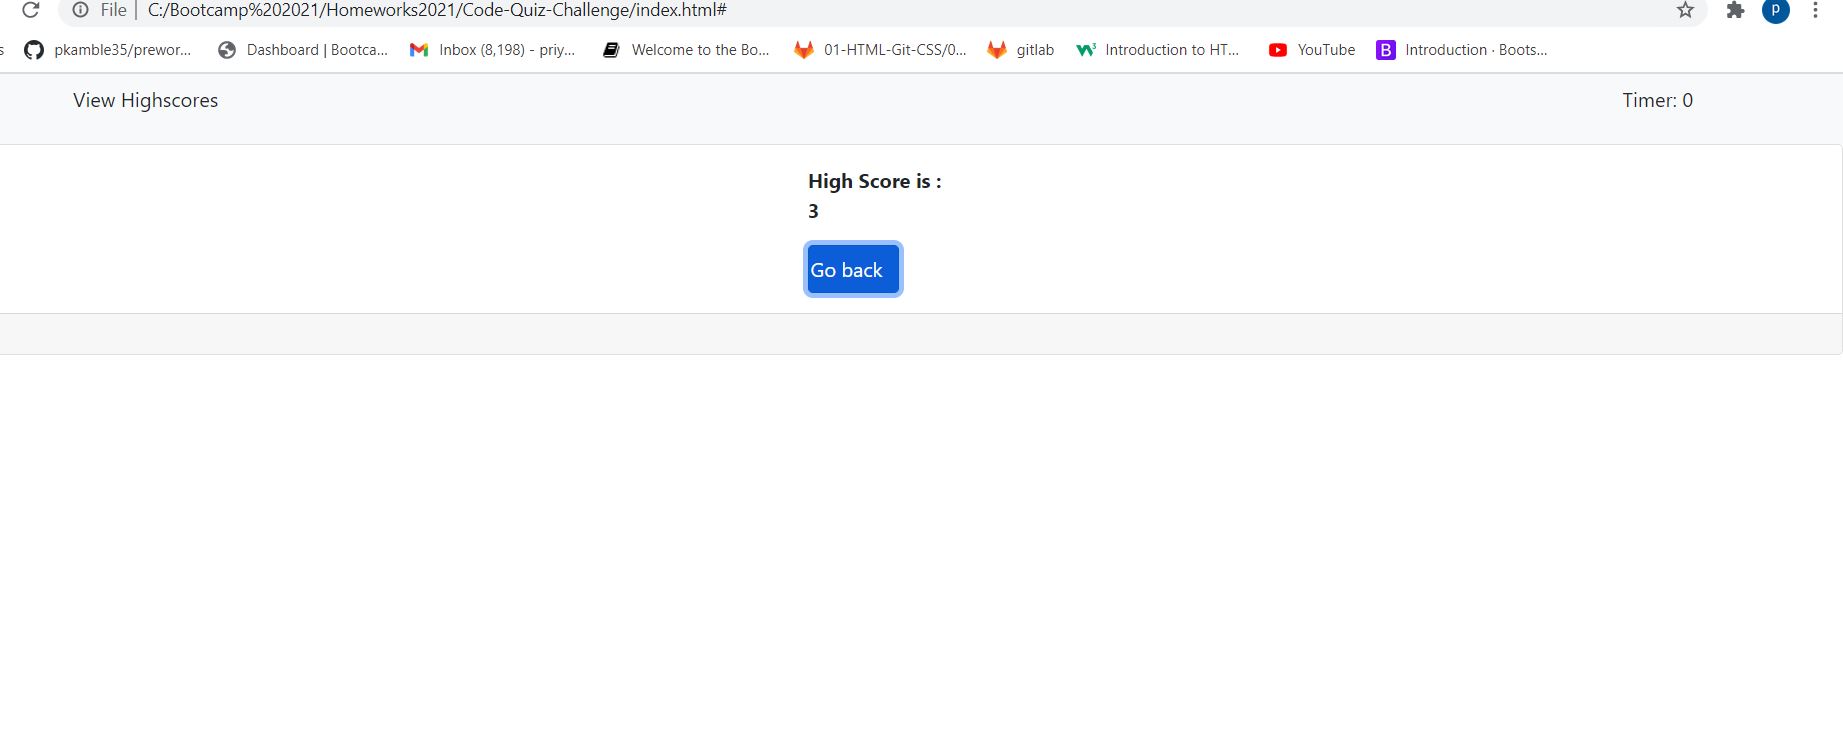 File | C:/Bootcamp%202021/Homeworks2021/Code-Quiz-Challenge/index.html# p
s pkamble35/prewor... Dashboard | Bootca... Inbox (8,198) - priy... Welcome to the Bo... 01-HTML-Git-CSS/0... gitlab Introduction to HT... YouTube B Introduction · Boots...
View Highscores Timer: 0
High Score is :
3
Go back